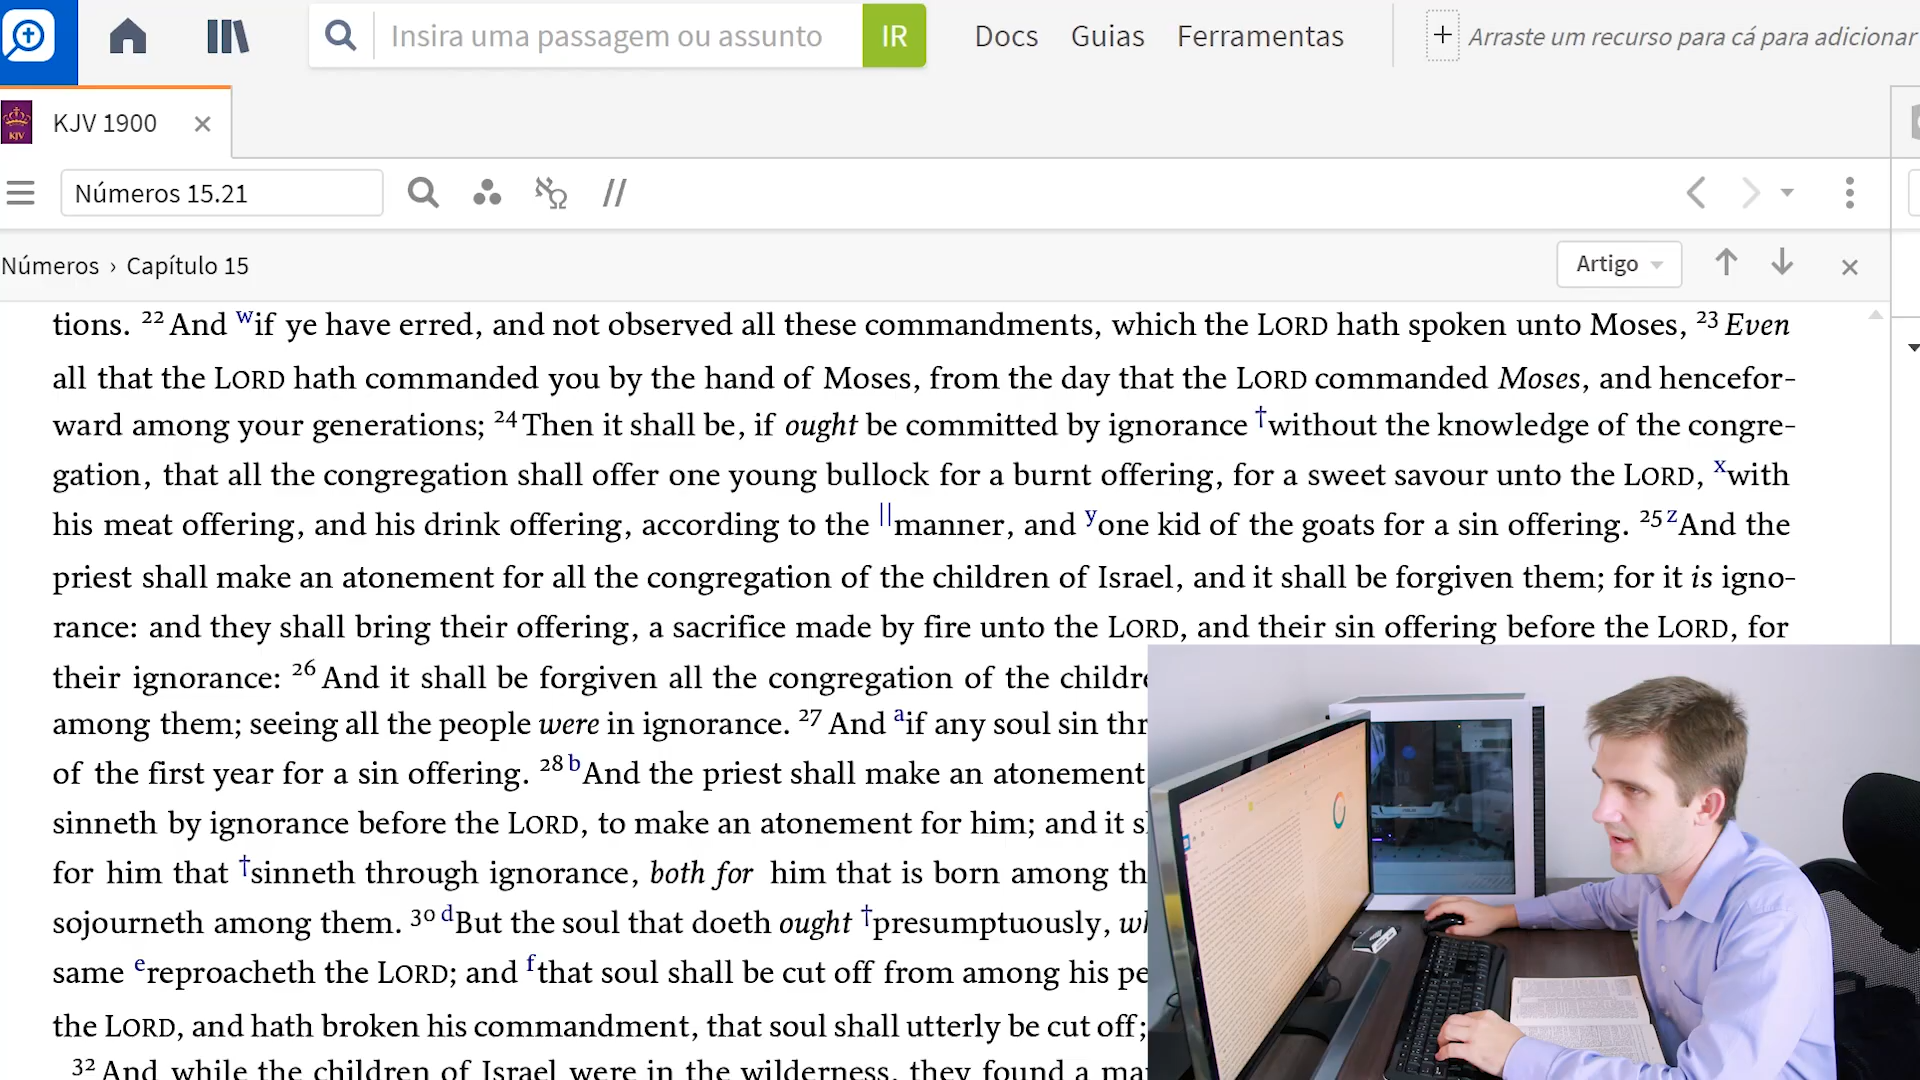 Insira uma passagem ou assunto IR Docs Guias Ferramentas + Arraste um recurso para cá para adicionar
KJV KJV 1900 ×
Números 15.21
Números › Capítulo 15 Artigo
tions. 22 And w if ye have erred, and not observed all these commandments, which the LORD hath spoken unto Moses, 23 Even
all that the LORD hath commanded you by the hand of Moses, from the day that the LORD commanded Moses, and hencefor-
ward among your generations; 24 Then it shall be, if ought be committed by ignorance † without the knowledge of the congre-
gation, that all the congregation shall offer one young bullock for a burnt offering, for a sweet savour unto the LORD, x with
his meat offering, and his drink offering, according to the || manner, and y one kid of the goats for a sin offering. 25 z And the
priest shall make an atonement for all the congregation of the children of Israel, and it shall be forgiven them; for it is igno-
rance: and they shall bring their offering, a sacrifice made by fire unto the LORD, and their sin offering before the LORD, for
their ignorance: 26 And it shall be forgiven all the congregation of the childre
among them; seeing all the people were in ignorance. 27 And a if any soul sin thr
of the first year for a sin offering. 28 b And the priest shall make an atonement
sinneth by ignorance before the LORD, to make an atonement for him; and it s
for him that † sinneth through ignorance, both for him that is born among th
sojourneth among them. 30 d But the soul that doeth ought † presumptuously, wh
same e reproacheth the LORD; and f that soul shall be cut off from among his pe
the LORD, and hath broken his commandment, that soul shall utterly be cut off;
32 And while the children of Israel were in the wilderness, they found a ma